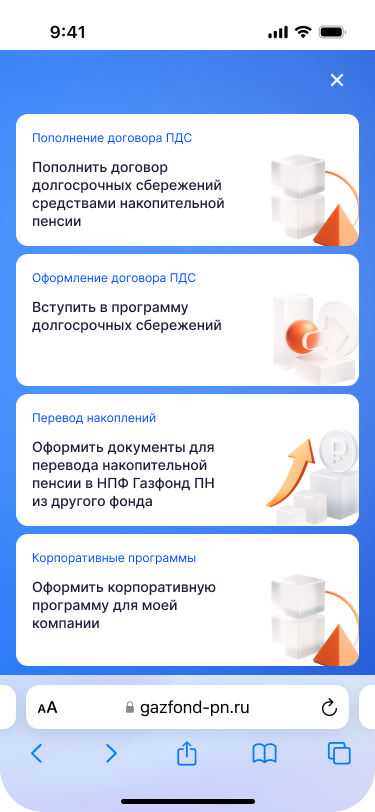 9:41
Пополнение договора ПДС
Пополнить договор
долгосрочных сбережений
средствами накопительной
пенсии
Оформление договора ПДС
Вступить в программу
долгосрочных сбережений
Перевод накоплений
Оформить документы для
перевода накопительной
пенсии в НПФ Газфонд ПН
из другого фонда
Корпоративные программы
Оформить корпоративную
программу для моей
компании
AA
gazfond-pn.ru